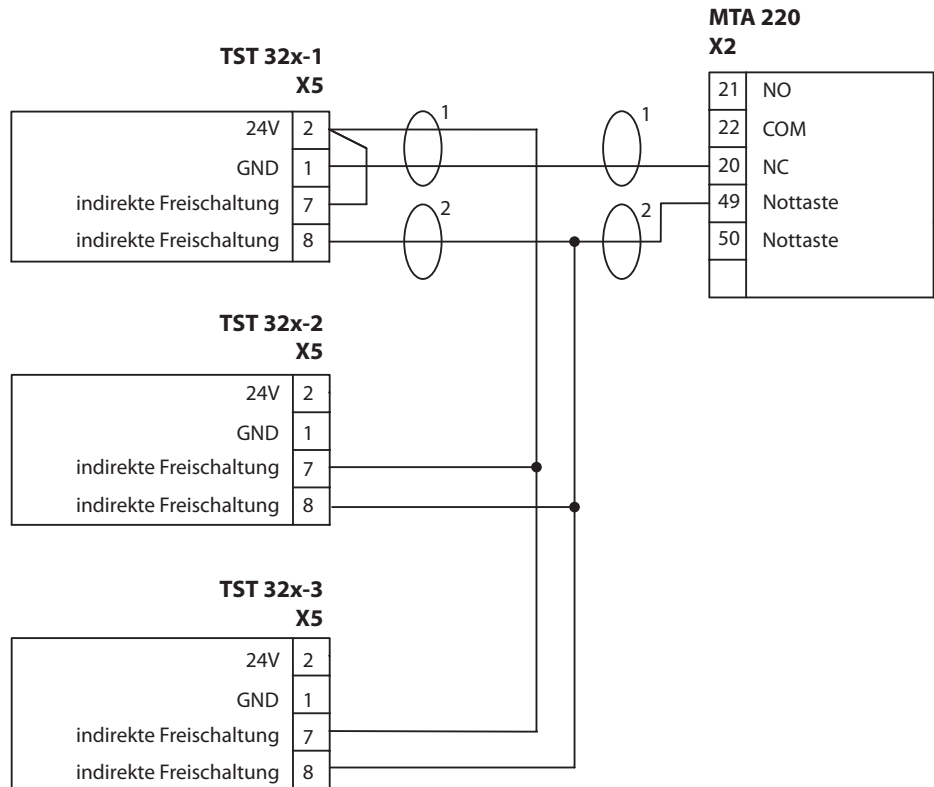 MTA 220
X2
21 NO
22 COM
20 NC
49 Nottaste
50 Nottaste
TST 32x-1
X5
24V 2
GND 1
indirekte Freischaltung 7
indirekte Freischaltung 8
1
1
2
2
TST 32x-2
X5
24V 2
GND 1
indirekte Freischaltung 7
indirekte Freischaltung 8
TST 32x-3
X5
24V 2
GND 1
indirekte Freischaltung 7
indirekte Freischaltung 8